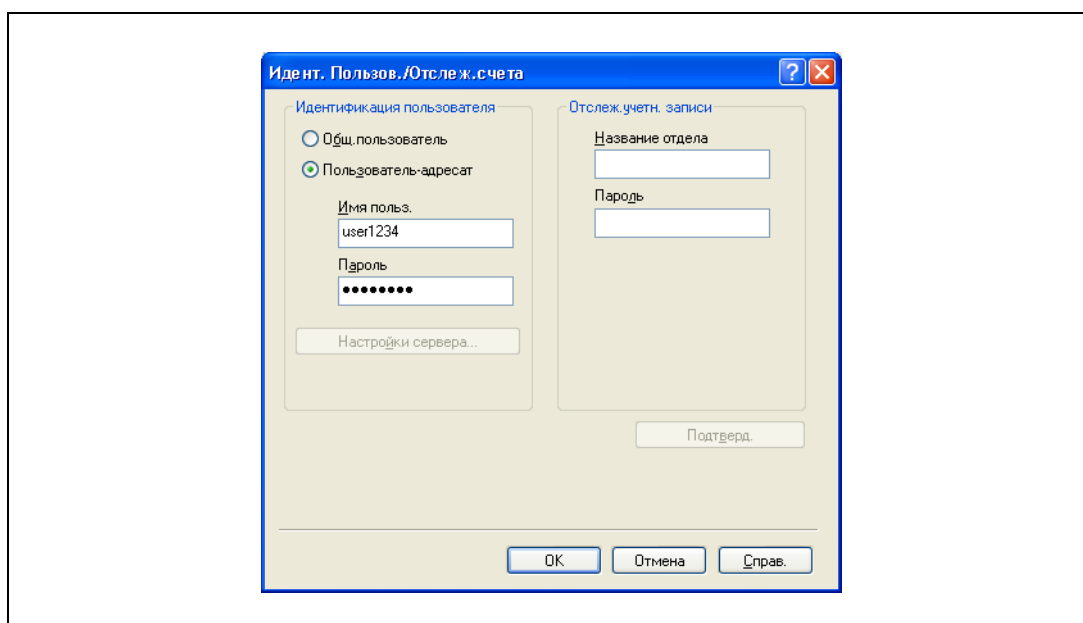 Идент. Пользов./Отслеж.счета
Идентификация пользователя
Общ.пользователь
Пользователь-адресат
Имя польз.
user1234
Пароль
●●●●●●●●
Настройки сервера...
Отслеж.учетн. записи
Название отдела
Пароль
Подтверд.
OK
Отмена
Справ.